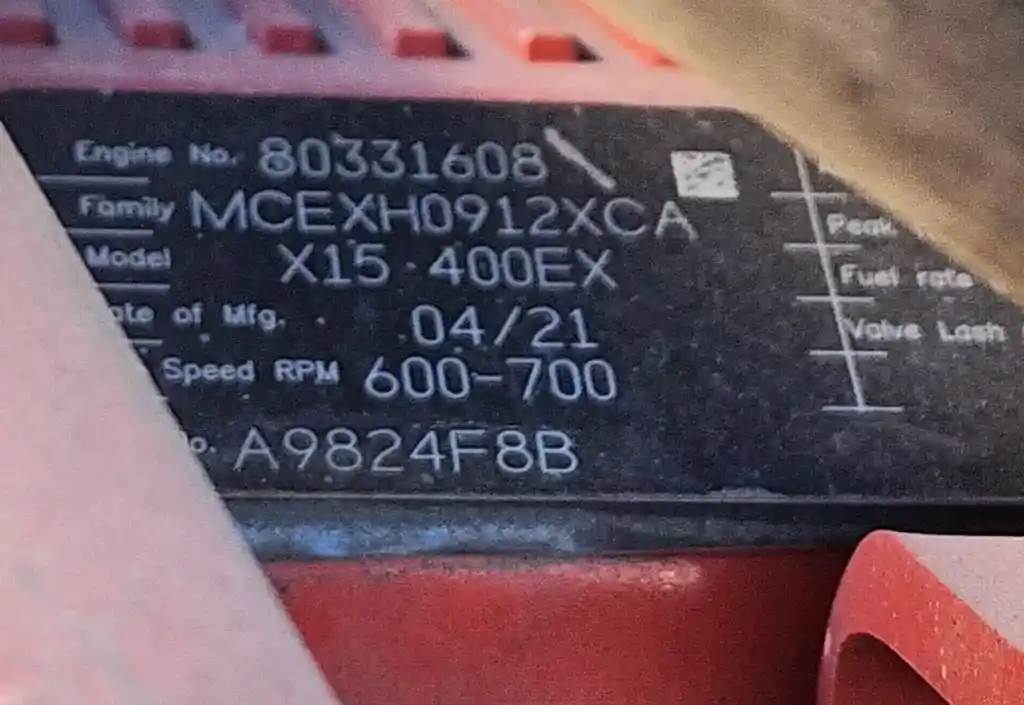 Engine No. 80331608
Family MCEXH0912XCA
Peak
Model X15 400EX
Fuel rate
ate of Mfg. 04/21
Valve Lash
Speed RPM 600-700
o. A9824F8B